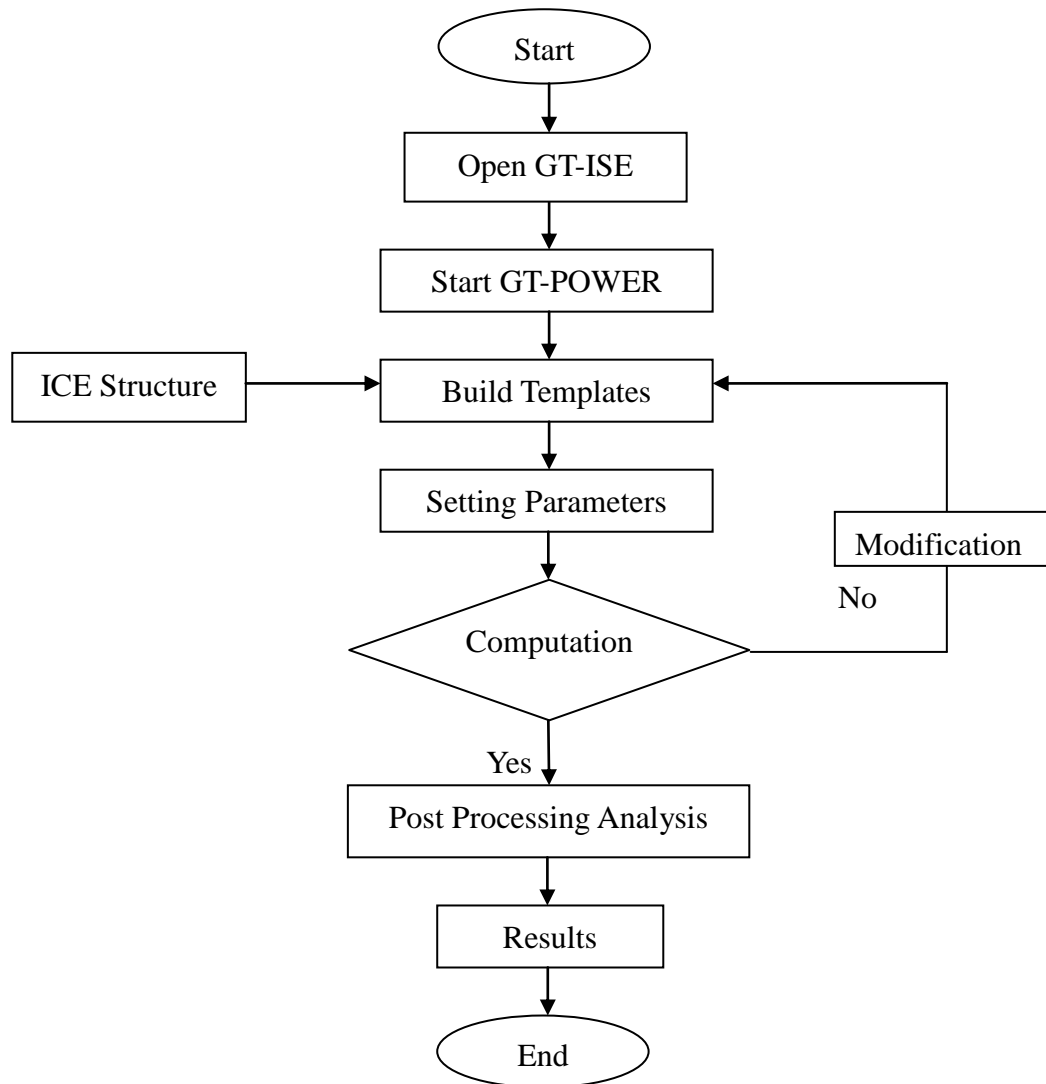 Start
Open GT-ISE
Start GT-POWER
ICE Structure
Build Templates
Setting Parameters
Modification
No
Computation
Yes
Post Processing Analysis
Results
End